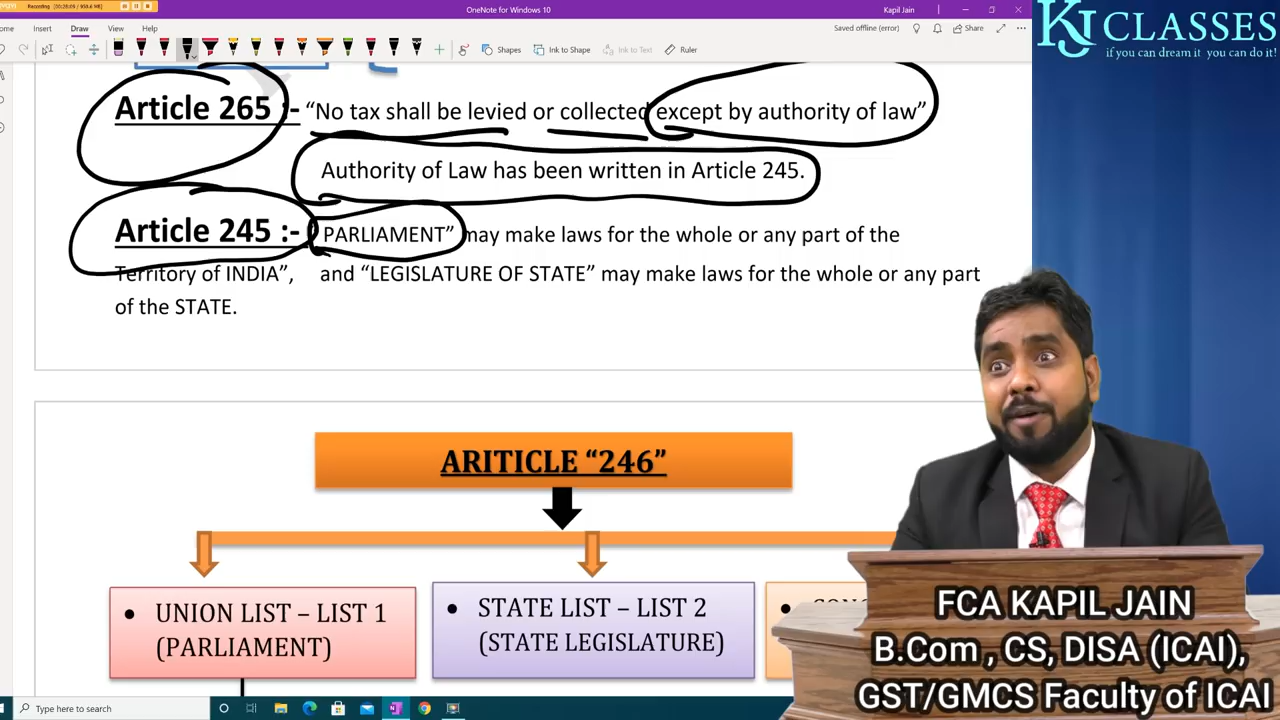 Recording
OneNote for Windows 10
Kapil Jain
Insert
Draw
View
Help
Saved offline (error)
Share
Shapes
Ink to Shape
Ink to Text
Ruler
KJ CLASSES
if you can dream it you can do it!
Article 265 :- “No tax shall be levied or collected except by authority of law”
Authority of Law has been written in Article 245.
Article 245 :- PARLIAMENT” may make laws for the whole or any part of the
Territory of INDIA”, and “LEGISLATURE OF STATE” may make laws for the whole or any part
of the STATE.
ARITICLE “246”
• UNION LIST – LIST 1
(PARLIAMENT)
• STATE LIST – LIST 2
(STATE LEGISLATURE)
FCA KAPIL JAIN
B.Com , CS, DISA (ICAI),
GST/GMCS Faculty of ICAI
Type here to search